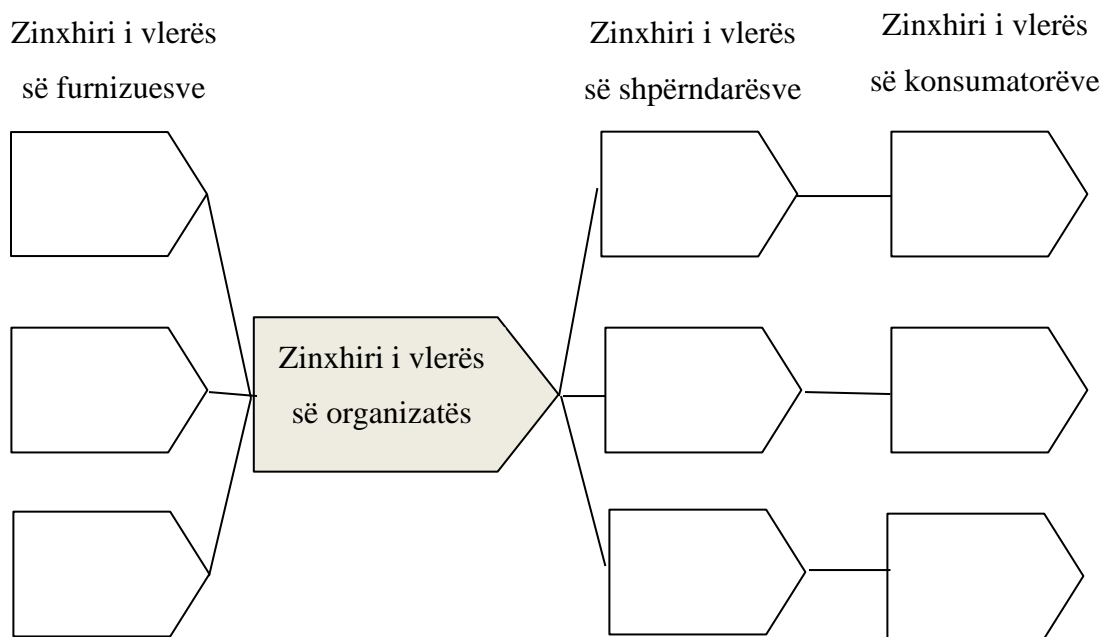 Zinxhiri i vlerës
së furnizuesve
Zinxhiri i vlerës
së shpërndarësve
Zinxhiri i vlerës
së konsumatorëve
Zinxhiri i vlerës
së organizatës